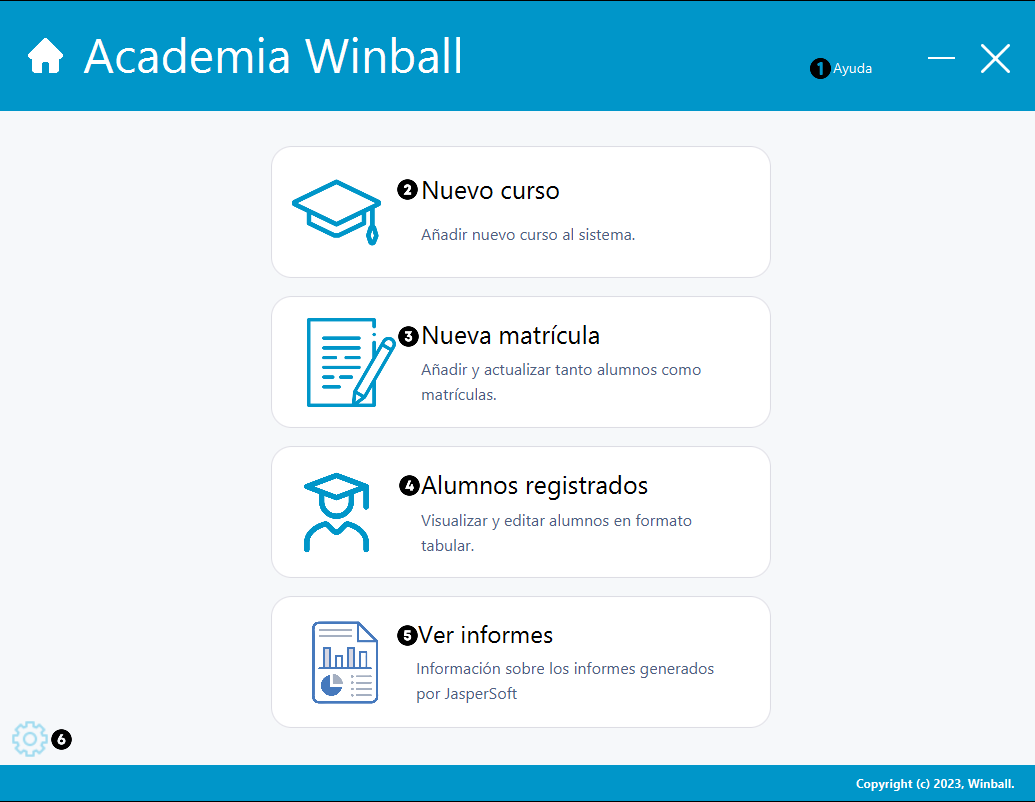 Academia Winball
1 Ayuda
2 Nuevo curso
Añadir nuevo curso al sistema.
3 Nueva matrícula
Añadir y actualizar tanto alumnos como
matrículas.
4 Alumnos registrados
Visualizar y editar alumnos en formato
tabular.
5 Ver informes
Información sobre los informes generados
por JasperSoft
6
Copyright (c) 2023, Winball.